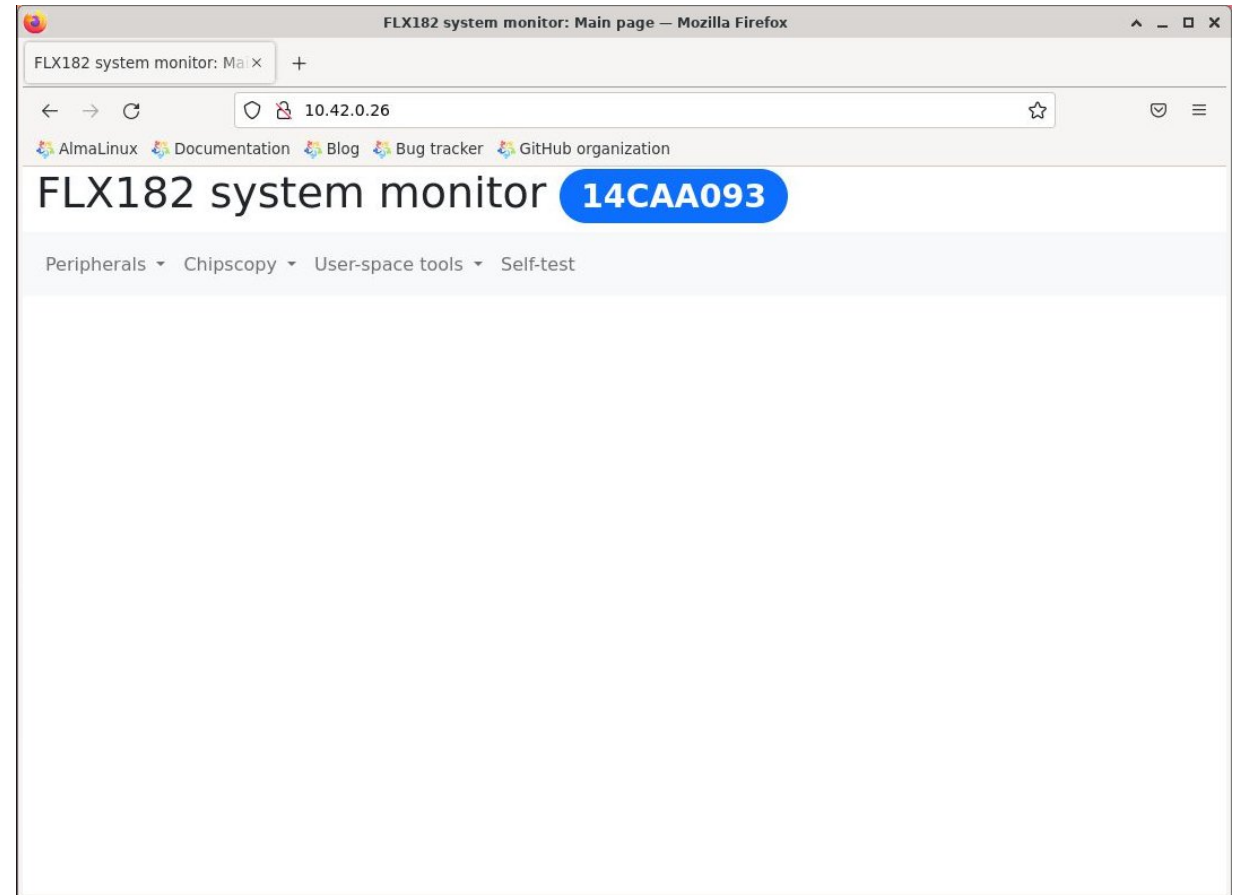 FLX182 system monitor: Main page — Mozilla Firefox
FLX182 system monitor: Mai
10.42.0.26
AlmaLinux Documentation Blog Bug tracker GitHub organization
FLX182 system monitor 14CAA093
Peripherals Chipscopy User-space tools Self-test